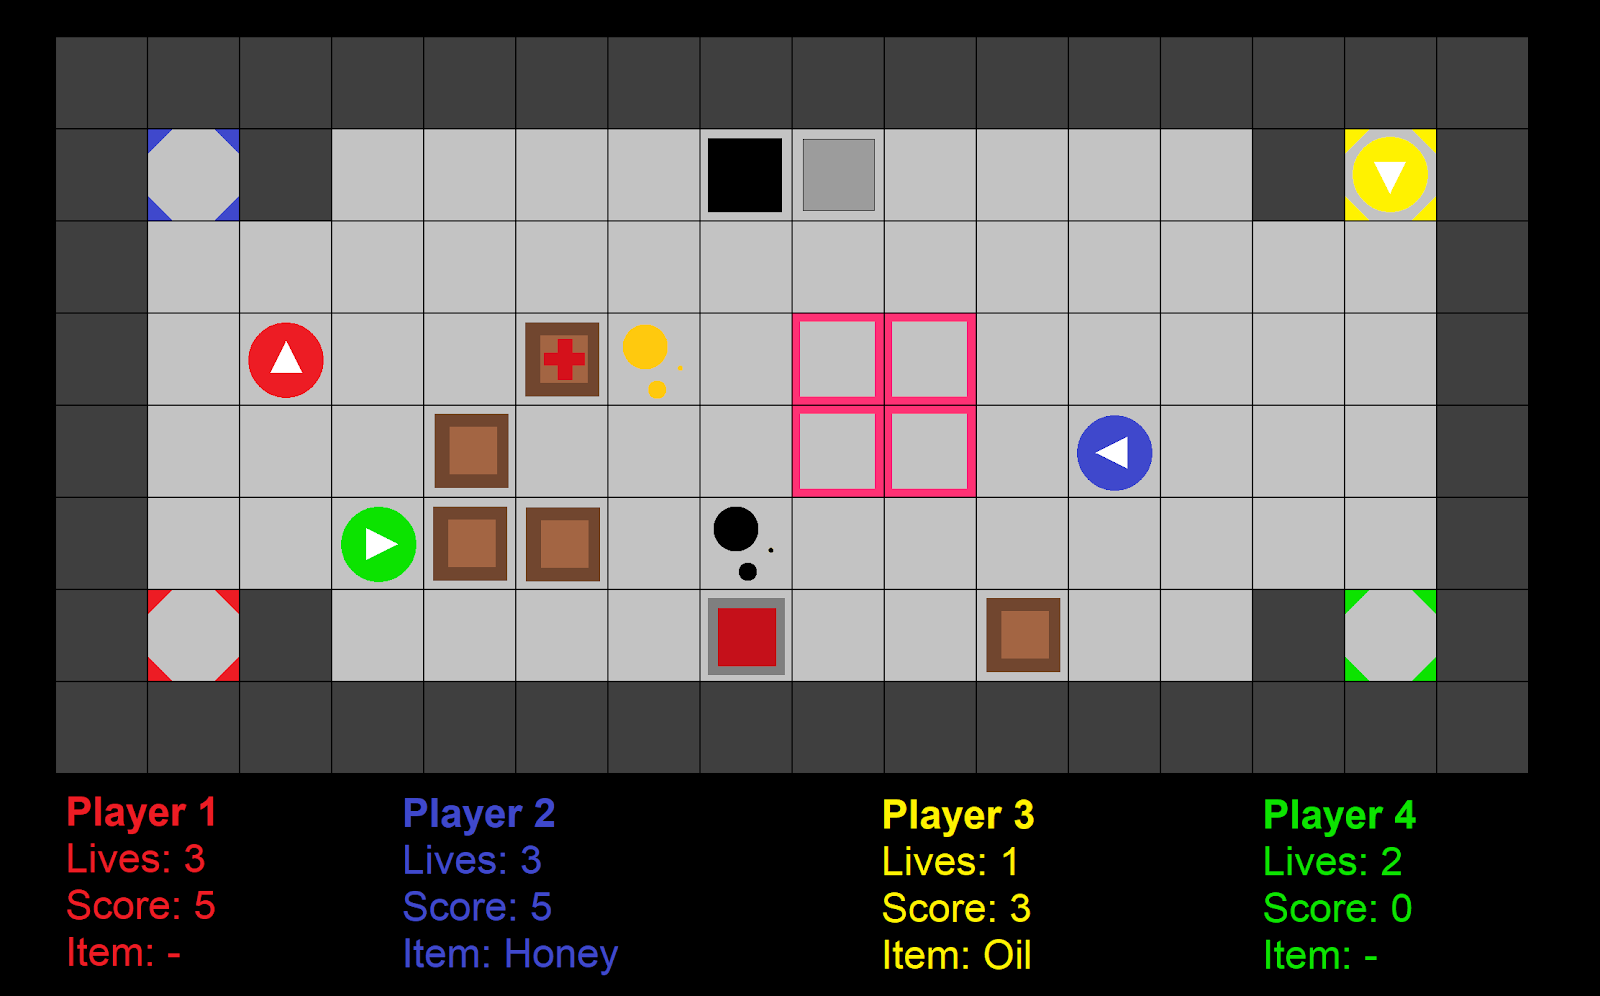 Player 1
Lives: 3
Score: 5
Item: -
Player 2
Lives: 3
Score: 5
Item: Honey
Player 3
Lives: 1
Score: 3
Item: Oil
Player 4
Lives: 2
Score: 0
Item: -